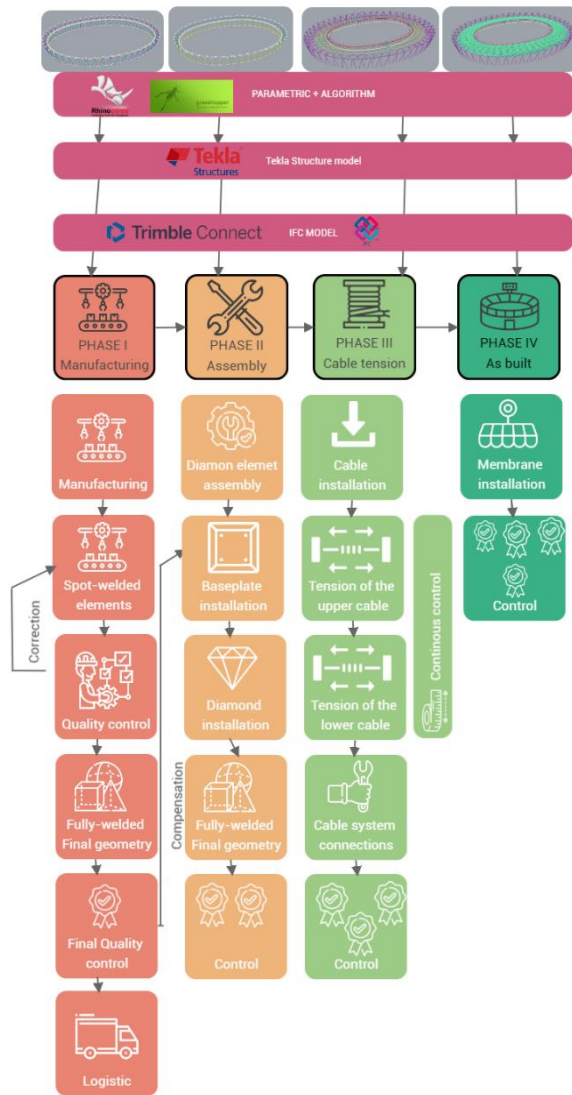 Rhinoceros
grasshopper
PARAMETRIC + ALGORITHM
Tekla
Structures
Tekla Structure model
Trimble Connect
IFC MODEL
PHASE I
Manufacturing
PHASE II
Assembly
PHASE III
Cable tension
PHASE IV
As built
Manufacturing
Spot-welded
elements
Correction
Quality control
Fully-welded
Final geometry
Final Quality
control
Logistic
Compensation
Diamon elemet
assembly
Baseplate
installation
Diamond
installation
Fully-welded
Final geometry
Control
Cable
installation
Tension of the
upper cable
Tension of the
lower cable
Cable system
connections
Control
Continous control
Membrane
installation
Control